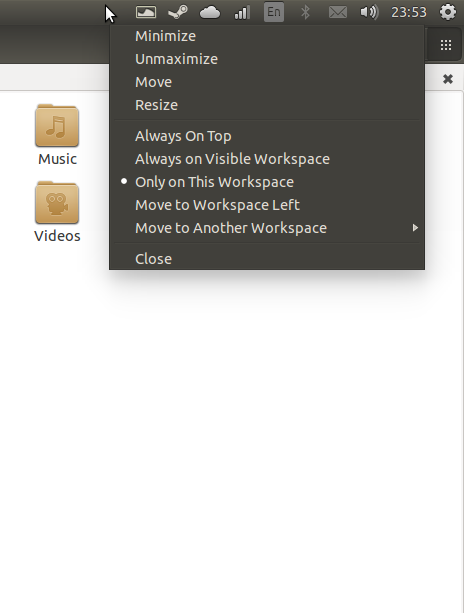 En
23:53
Minimize
Unmaximize
Move
Resize
Always On Top
Always on Visible Workspace
Only on This Workspace
Move to Workspace Left
Move to Another Workspace
Close
Music
Videos